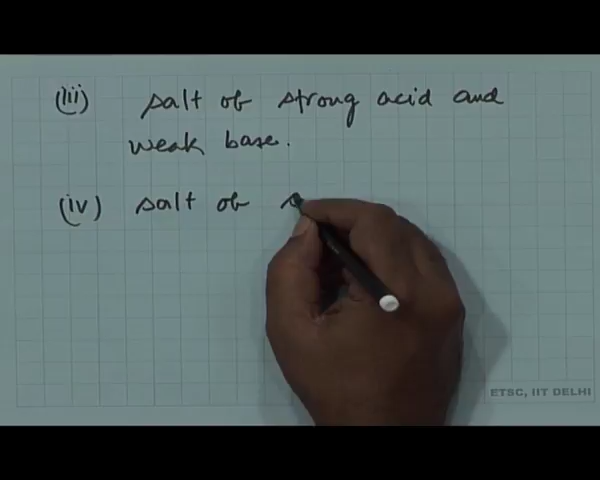 (iii) salt of strong acid and
weak base.
(iv) salt of s
ETSC, IIT DELHI